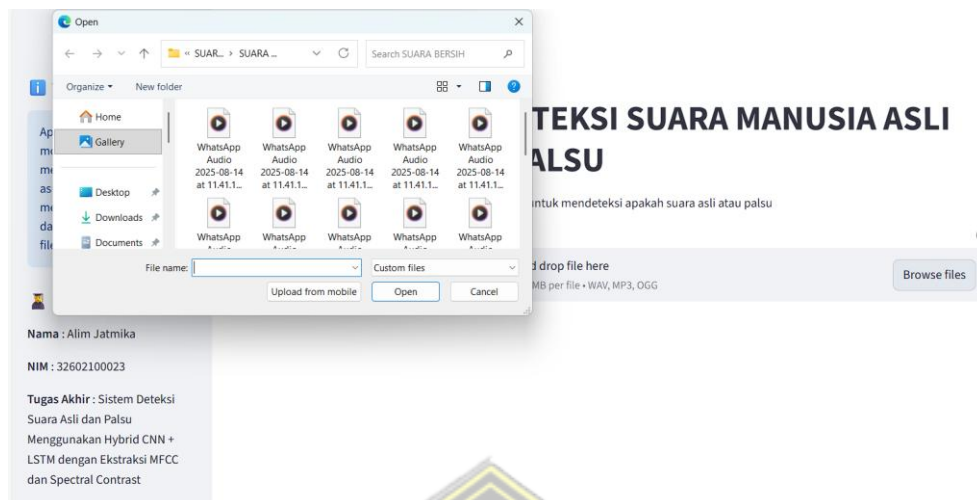 Open
SUAR... › SUARA ...
Search SUARA BERSIH
Organize
New folder
Home
Gallery
Desktop
Downloads
Documents
WhatsApp Audio 2025-08-14 at 11.41.1...
WhatsApp Audio 2025-08-14 at 11.41.1...
WhatsApp Audio 2025-08-14 at 11.41.1...
WhatsApp Audio 2025-08-14 at 11.41.1...
WhatsApp Audio 2025-08-14 at 11.41.1...
WhatsApp
WhatsApp
WhatsApp
WhatsApp
WhatsApp
File name:
Custom files
Upload from mobile
Open
Cancel
TEKSI SUARA MANUSIA ASLI
ALSU
ntuk mendeteksi apakah suara asli atau palsu
d drop file here
MB per file • WAV, MP3, OGG
Browse files
Nama : Alim Jatmika
NIM : 32602100023
Tugas Akhir : Sistem Deteksi
Suara Asli dan Palsu
Menggunakan Hybrid CNN +
LSTM dengan Ekstraksi MFCC
dan Spectral Contrast